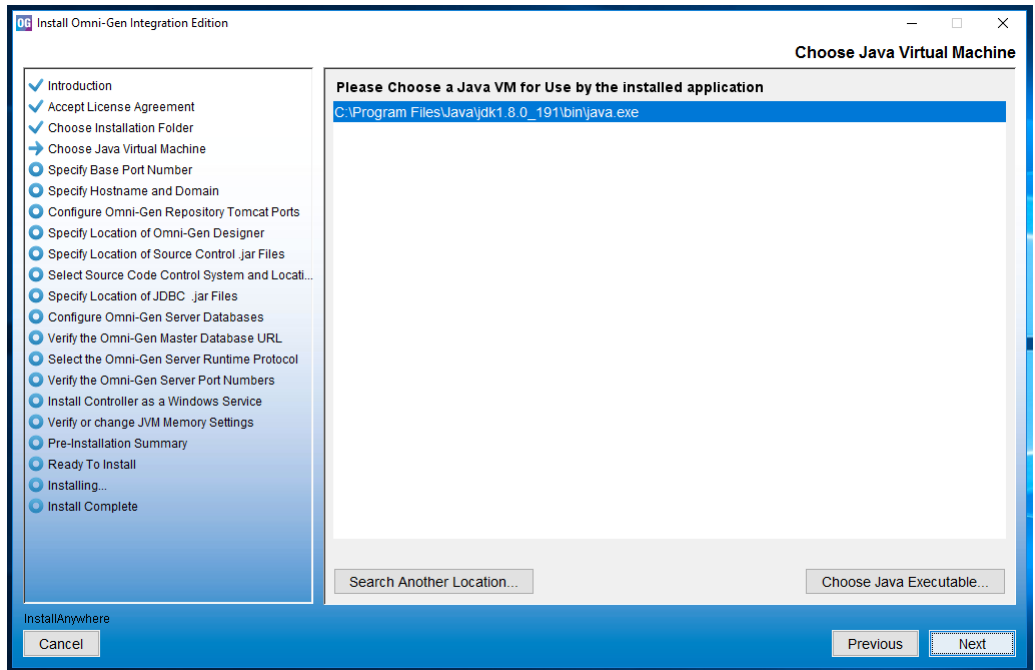 OG Install Omni-Gen Integration Edition
Choose Java Virtual Machine
Introduction
Accept License Agreement
Choose Installation Folder
Choose Java Virtual Machine
Specify Base Port Number
Specify Hostname and Domain
Configure Omni-Gen Repository Tomcat Ports
Specify Location of Omni-Gen Designer
Specify Location of Source Control .jar Files
Select Source Code Control System and Locati...
Specify Location of JDBC .jar Files
Configure Omni-Gen Server Databases
Verify the Omni-Gen Master Database URL
Select the Omni-Gen Server Runtime Protocol
Verify the Omni-Gen Server Port Numbers
Install Controller as a Windows Service
Verify or change JVM Memory Settings
Pre-Installation Summary
Ready To Install
Installing...
Install Complete
Please Choose a Java VM for Use by the installed application
C:\Program Files\Java\jdk1.8.0_191\bin\java.exe
Search Another Location...
Choose Java Executable...
InstallAnywhere
Cancel
Previous
Next